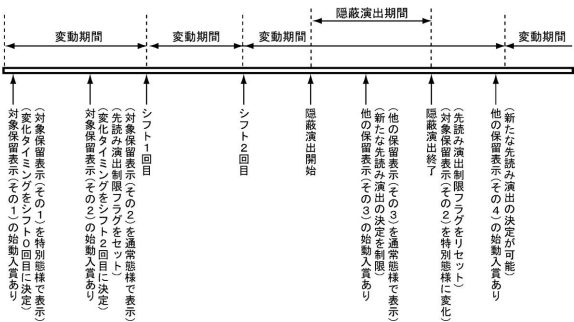 隠蔽演出期間
変動期間
変動期間
変動期間
変動期間
対象保留表示(その1)の始動入賞あり
(変化タイミングをシフト0回目に決定)
(対象保留表示(その1)を特別態様で表示)
対象保留表示(その2)の始動入賞あり
(変化タイミングをシフト2回目に決定)
(先読み演出制限フラグをセット)
(対象保留表示(その2)を通常態様で表示)
シフト1回目
シフト2回目
隠蔽演出開始
他の保留表示(その3)の始動入賞あり
(新たな先読み演出の決定を制限)
(他の保留表示(その3)を通常態様で表示)
隠蔽演出終了
(対象保留表示(その2)を特別態様に変化)
(先読み演出制限フラグをリセット)
他の保留表示(その4)の始動入賞あり
(新たな先読み演出の決定が可能)